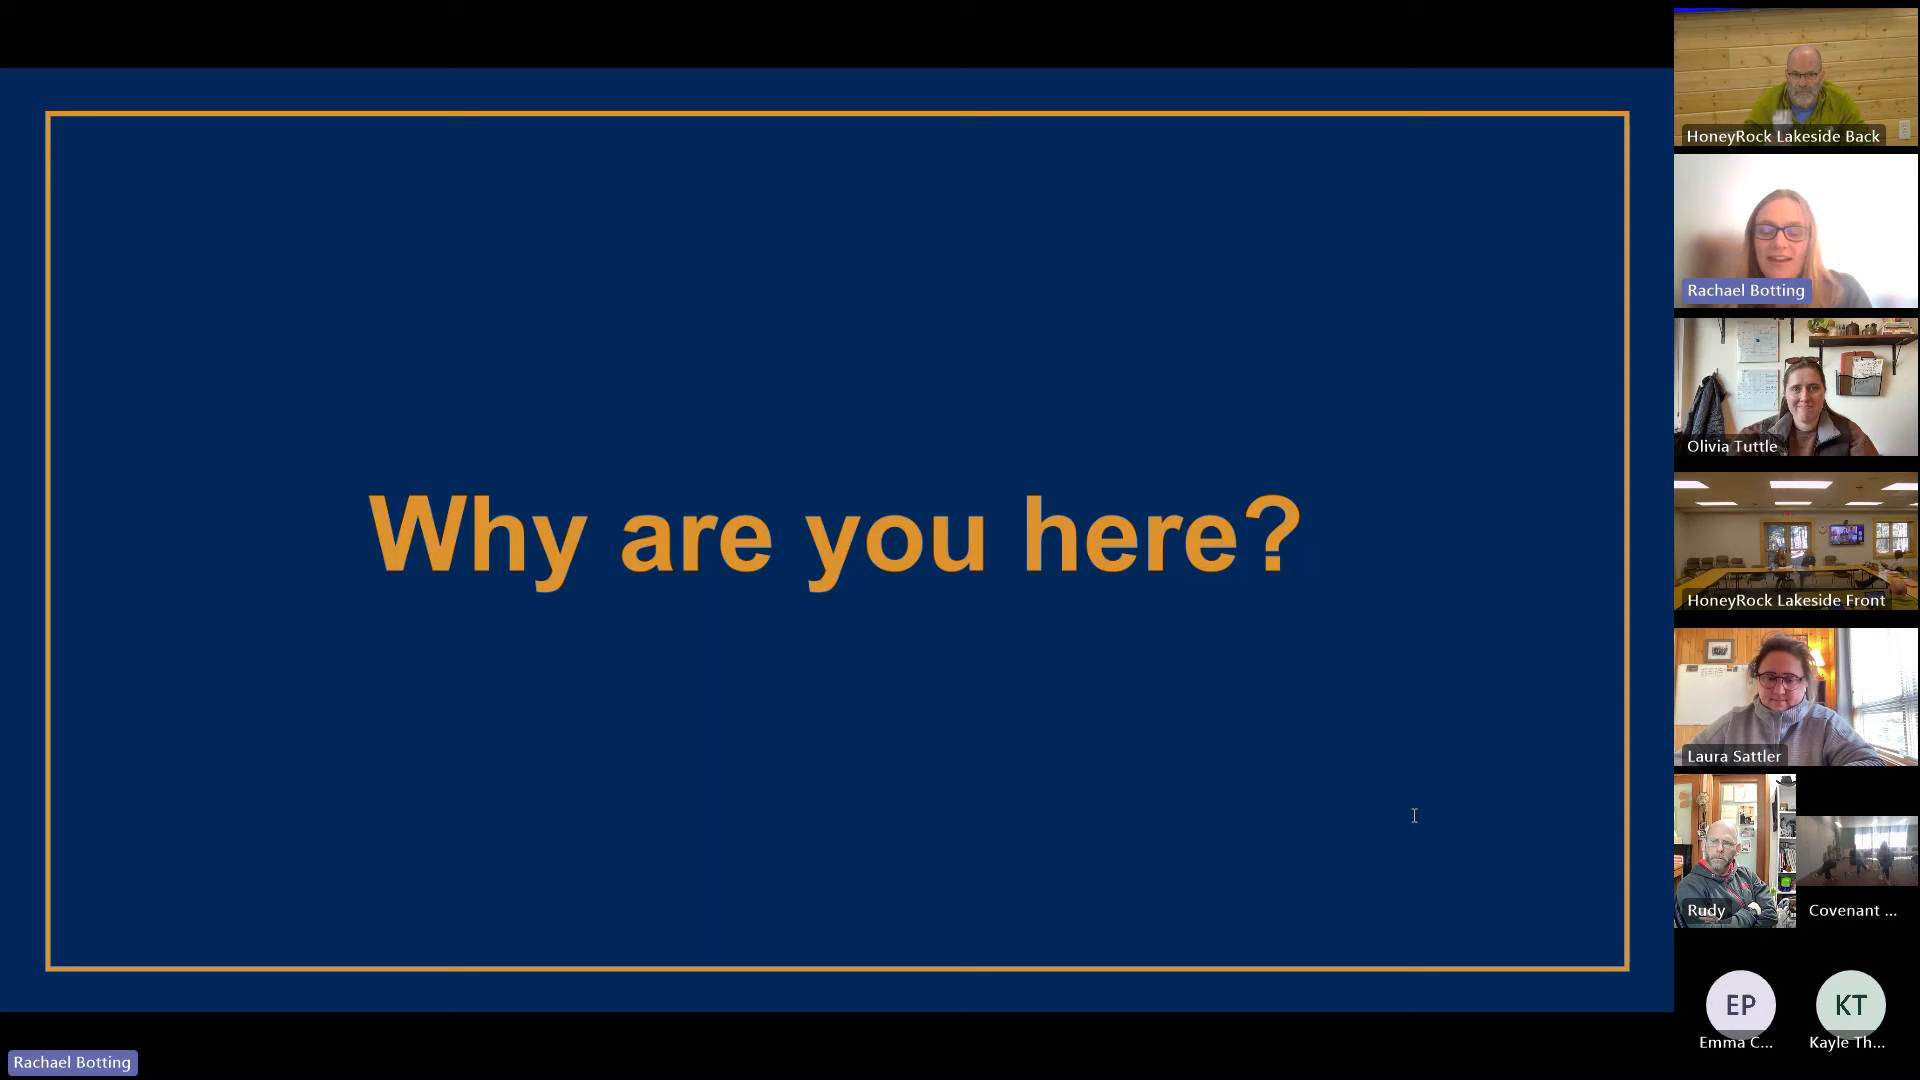 Why are you here?
HoneyRock Lakeside Back
Rachael Botting
Olivia Tuttle
HoneyRock Lakeside Front
Laura Sattler
Rudy
Covenant ...
EP
KT
Emma C...
Kayle Th...
Rachael Botting